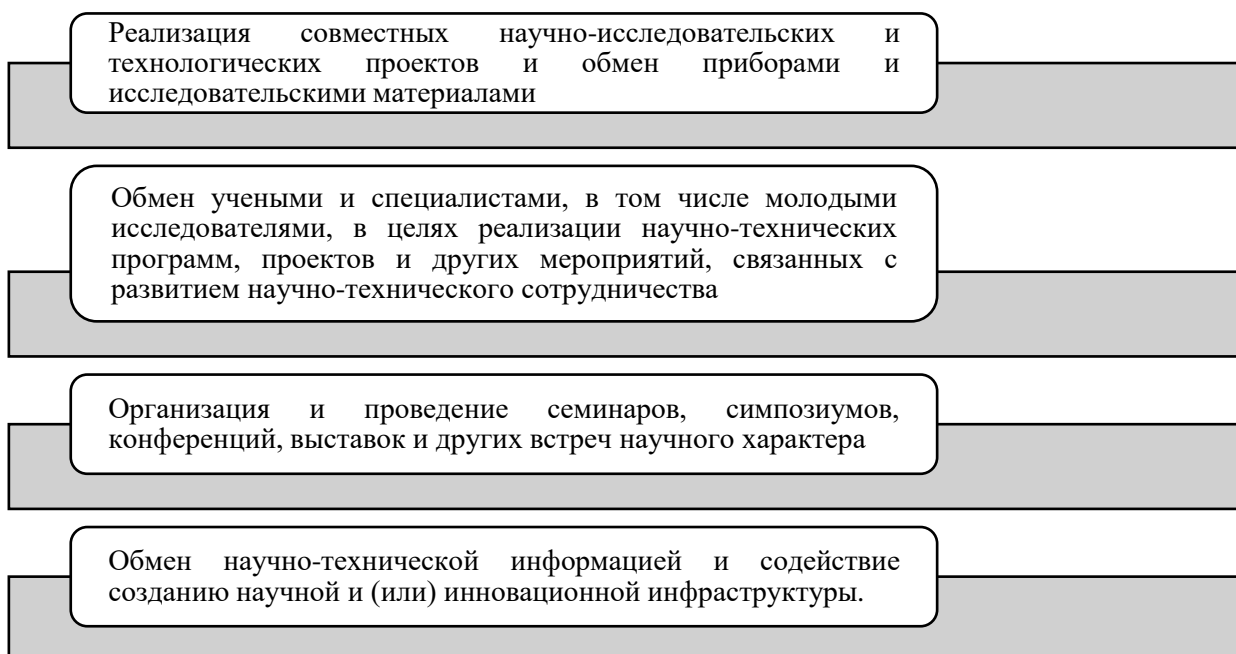 Реализация совместных научно-исследовательских и
технологических проектов и обмен приборами и
исследовательскими материалами
Обмен учеными и специалистами, в том числе молодыми
исследователями, в целях реализации научно-технических
программ, проектов и других мероприятий, связанных с
развитием научно-технического сотрудничества
Организация и проведение семинаров, симпозиумов,
конференций, выставок и других встреч научного характера
Обмен научно-технической информацией и содействие
созданию научной и (или) инновационной инфраструктуры.